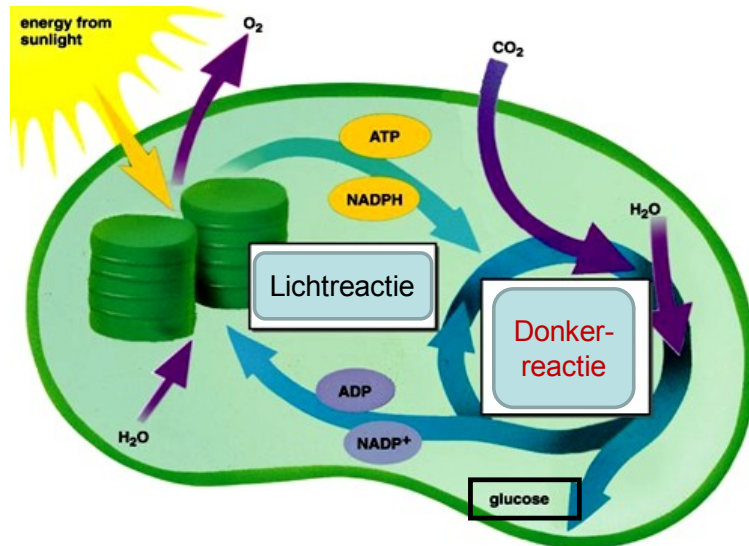 energy from
sunlight
O₂
CO₂
ATP
NADPH
H₂O
Lichtreactie
Donker-
reactie
ADP
NADP⁺
H₂O
glucose